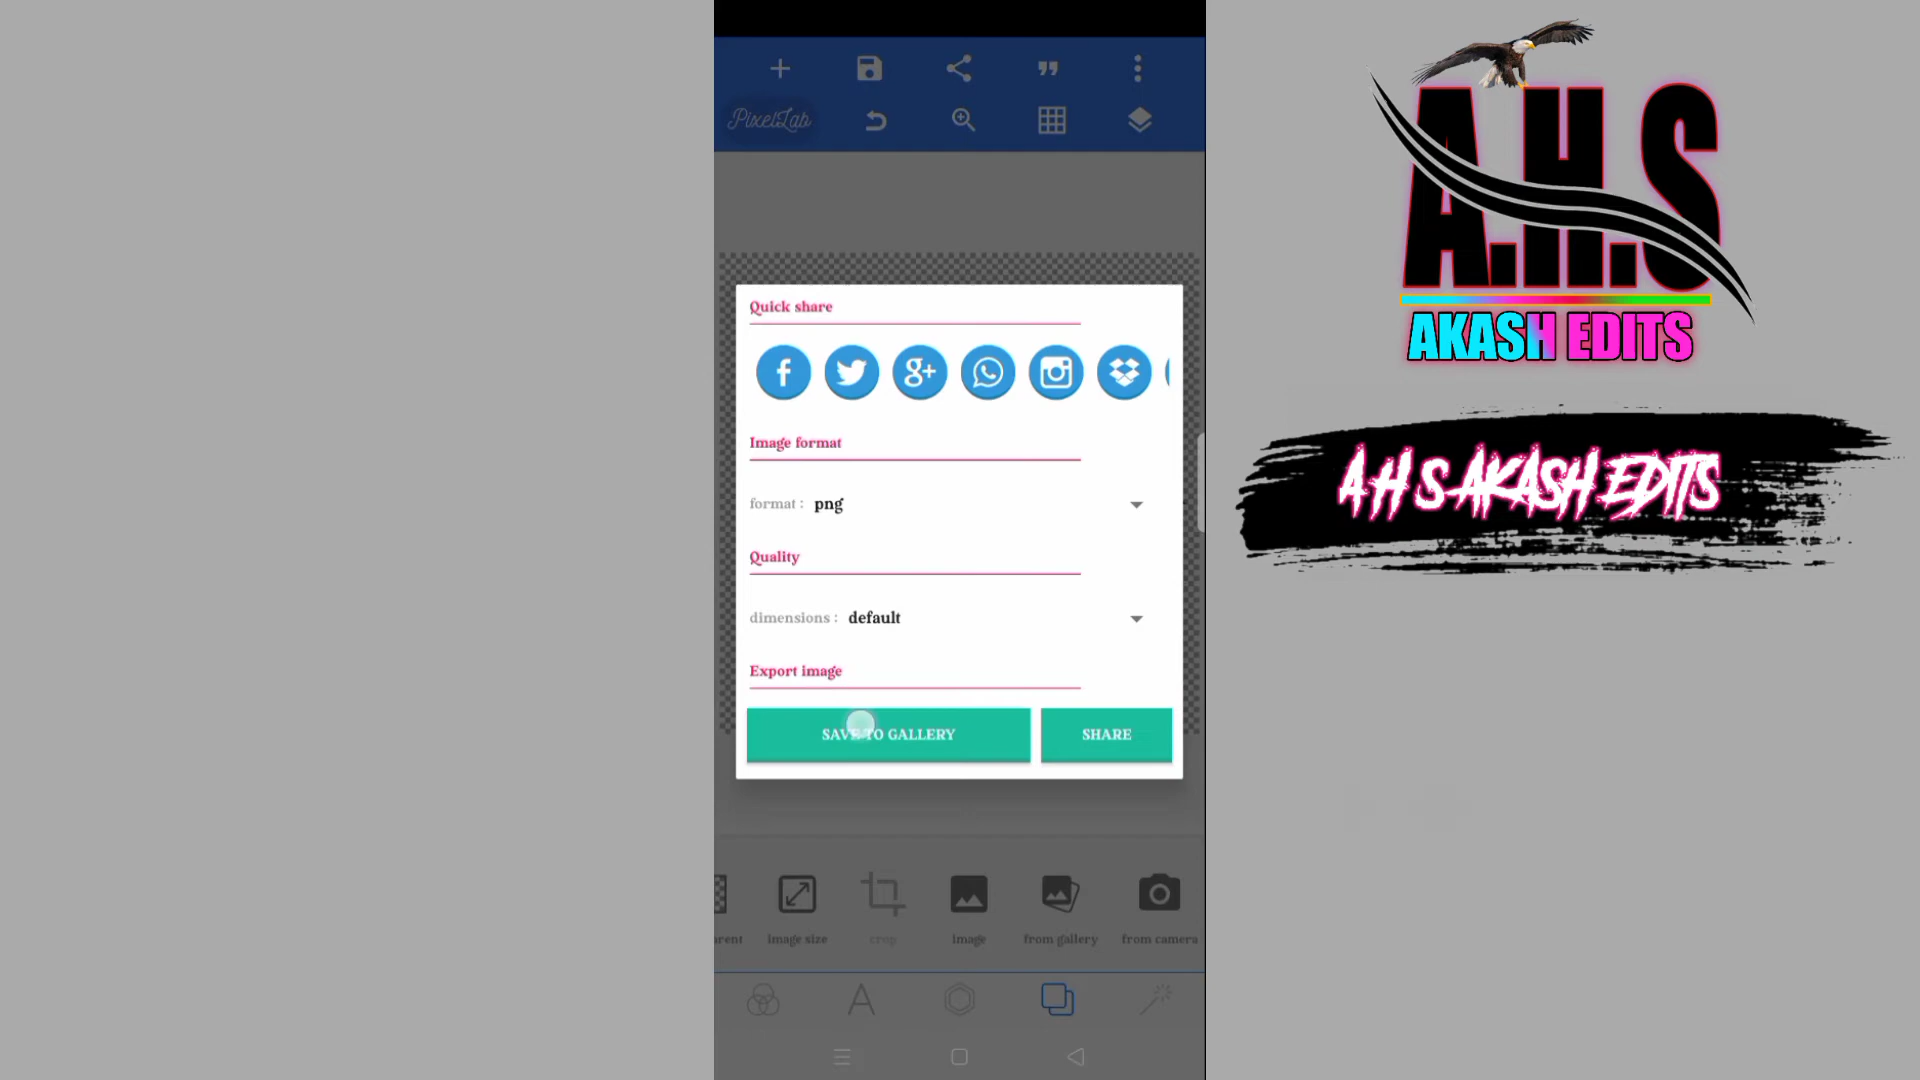 PixelLab
Quick share
Image format
format : png
Quality
dimensions : default
Export image
SAVE TO GALLERY
SHARE
arent
image size
crop
image
from gallery
from camera
A.H.S
AKASH EDITS
A H S AKASH EDITS